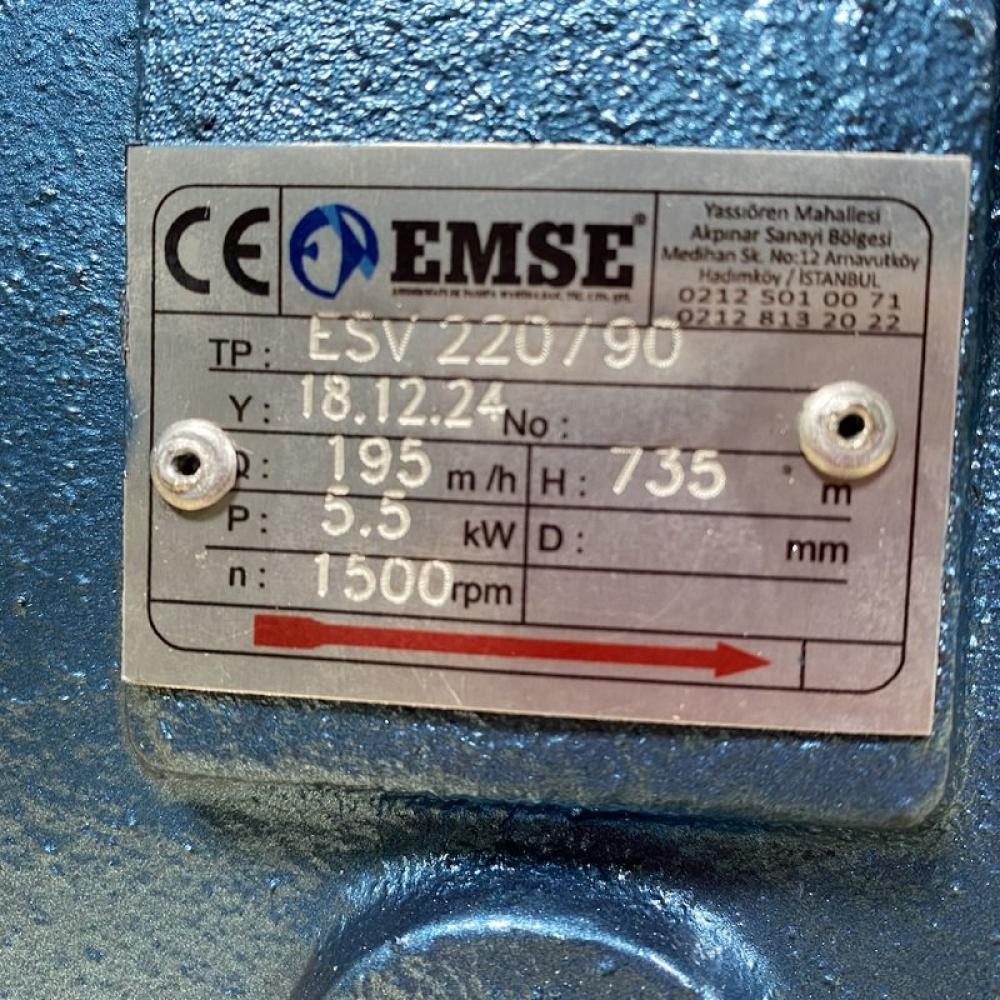 CE EMSE®
Yassıören Mahallesi
Akpınar Sanayi Bölgesi
Medihan Sk. No:12 Arnavutköy
Hadımköy / İSTANBUL
0212 501 00 71
0212 813 20 22
TP: ESV 220/90
Y: 18.12.24 No:
Q: 195 m /h H: 735 m
P: 5.5 kW D: mm
n: 1500 rpm